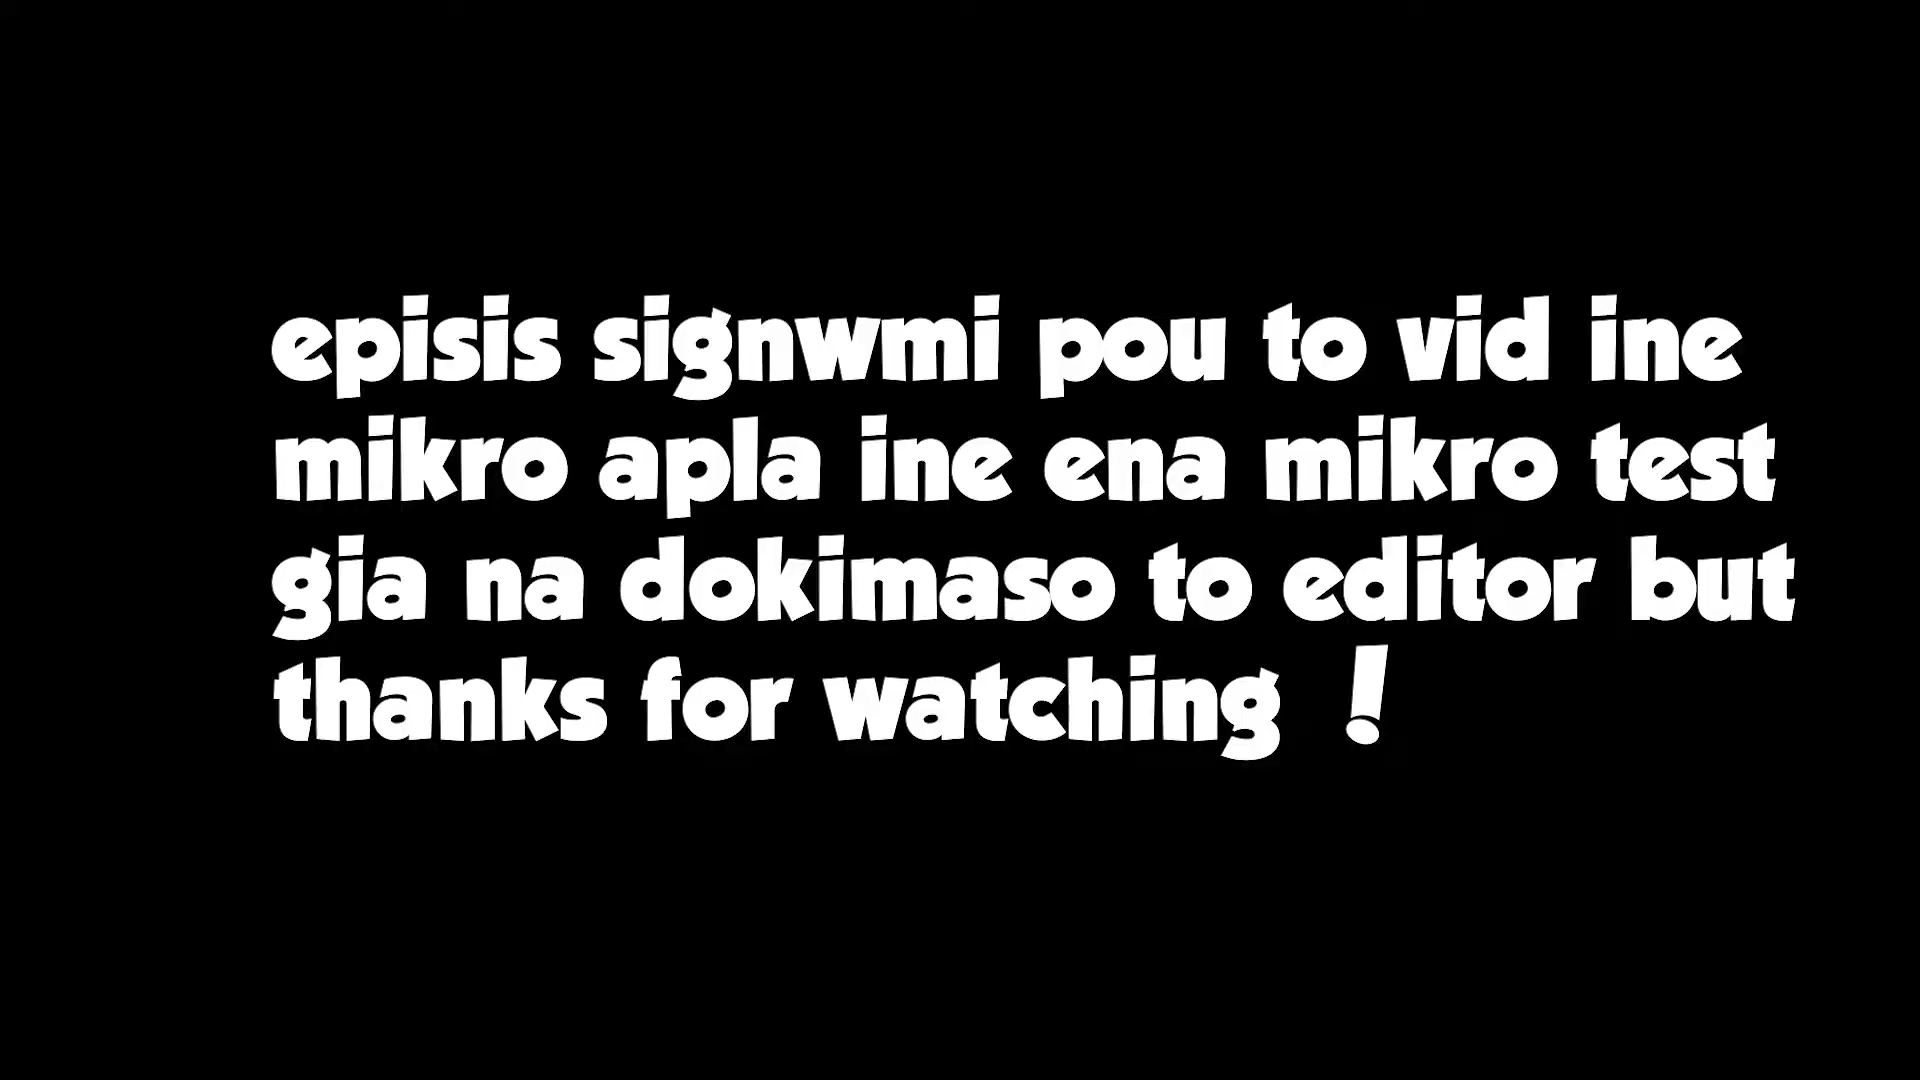 episis signwmi pou to vid ine
mikro apla ine ena mikro test
gia na dokimaso to editor but
thanks for watching !